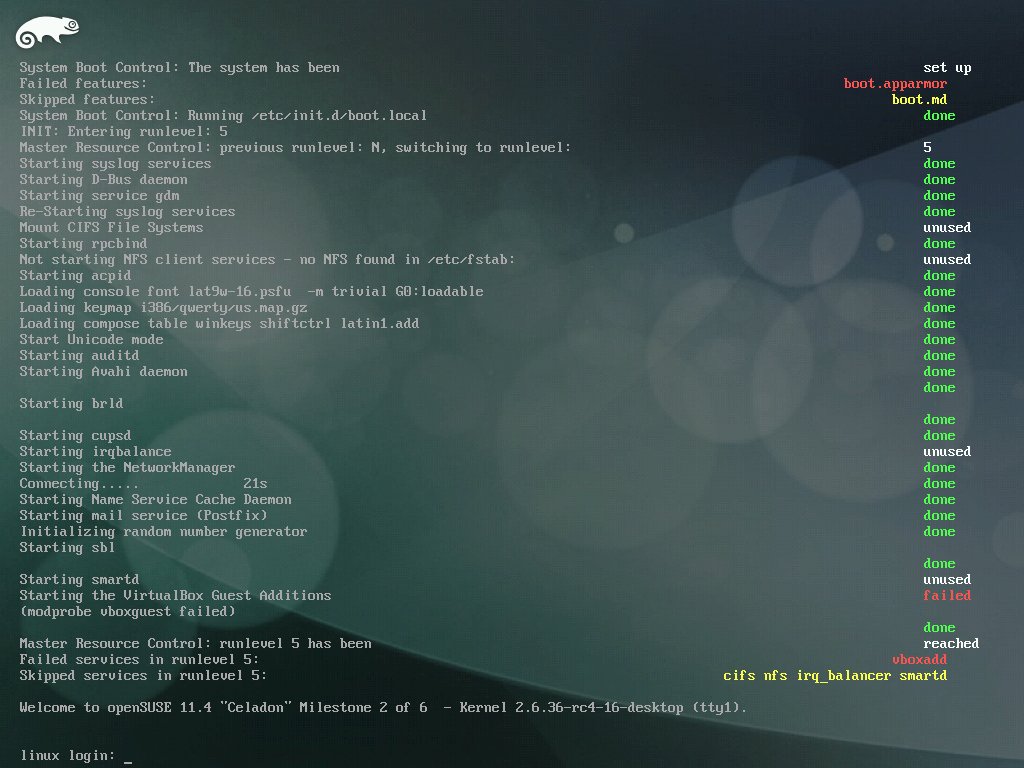 System Boot Control: The system has been set up
Failed features: boot.apparmor
Skipped features: boot.md
System Boot Control: Running /etc/init.d/boot.local done
INIT: Entering runlevel: 5
Master Resource Control: previous runlevel: N, switching to runlevel: 5
Starting syslog services done
Starting D-Bus daemon done
Starting service gdm done
Re-Starting syslog services done
Mount CIFS File Systems unused
Starting rpcbind done
Not starting NFS client services - no NFS found in /etc/fstab: unused
Starting acpid done
Loading console font lat9w-16.psfu  -m trivial G0:loadable done
Loading keymap i386/qwerty/us.map.gz done
Loading compose table winkeys shiftctrl latin1.add done
Start Unicode mode done
Starting auditd done
Starting Avahi daemon done
done
Starting brld
done
Starting cupsd done
Starting irqbalance unused
Starting the NetworkManager done
Connecting..... 21s done
Starting Name Service Cache Daemon done
Starting mail service (Postfix) done
Initializing random number generator done
Starting sbl
done
Starting smartd unused
Starting the VirtualBox Guest Additions failed
(modprobe vboxguest failed)
done
Master Resource Control: runlevel 5 has been reached
Failed services in runlevel 5: vboxadd
Skipped services in runlevel 5: cifs nfs irq_balancer smartd
Welcome to openSUSE 11.4 "Celadon" Milestone 2 of 6  - Kernel 2.6.36-rc4-16-desktop (tty1).
linux login: _